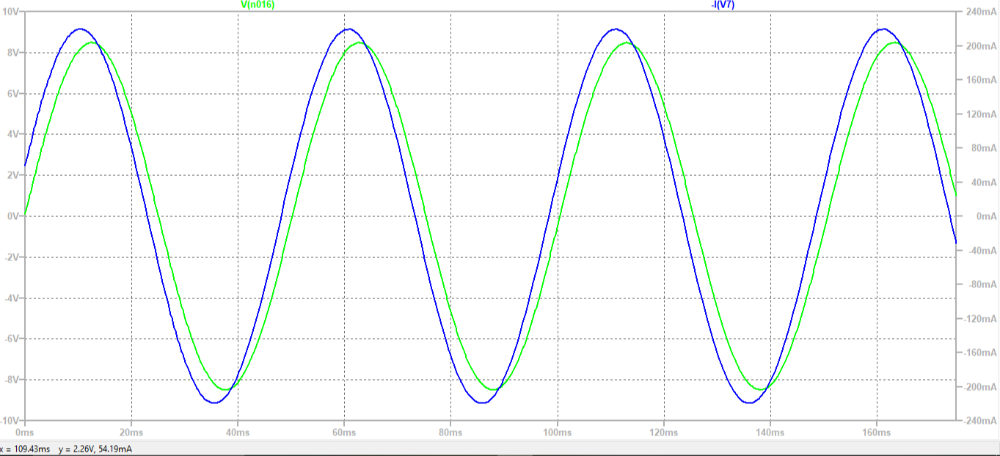 V(n016) -I(V7)
10V 240mA
8V 200mA
6V 160mA
4V 120mA
2V 80mA
0V 40mA
-2V 0mA
-4V -40mA
-6V -80mA
-8V -120mA
-10V -160mA
-200mA
-240mA
0ms 20ms 40ms 60ms 80ms 100ms 120ms 140ms 160ms
x = 109.43ms y = 2.26V, 54.19mA